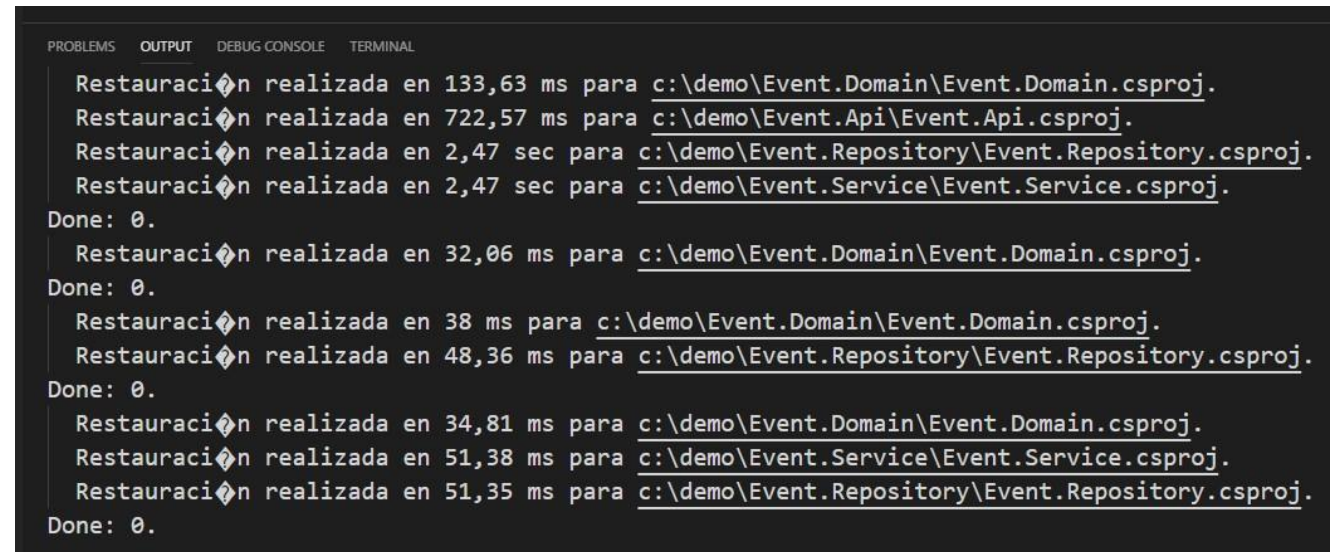 PROBLEMS OUTPUT DEBUG CONSOLE TERMINAL
Restauraci�n realizada en 133,63 ms para c:\demo\Event.Domain\Event.Domain.csproj.
Restauraci�n realizada en 722,57 ms para c:\demo\Event.Api\Event.Api.csproj.
Restauraci�n realizada en 2,47 sec para c:\demo\Event.Repository\Event.Repository.csproj.
Restauraci�n realizada en 2,47 sec para c:\demo\Event.Service\Event.Service.csproj.
Done: 0.
Restauraci�n realizada en 32,06 ms para c:\demo\Event.Domain\Event.Domain.csproj.
Done: 0.
Restauraci�n realizada en 38 ms para c:\demo\Event.Domain\Event.Domain.csproj.
Restauraci�n realizada en 48,36 ms para c:\demo\Event.Repository\Event.Repository.csproj.
Done: 0.
Restauraci�n realizada en 34,81 ms para c:\demo\Event.Domain\Event.Domain.csproj.
Restauraci�n realizada en 51,38 ms para c:\demo\Event.Service\Event.Service.csproj.
Restauraci�n realizada en 51,35 ms para c:\demo\Event.Repository\Event.Repository.csproj.
Done: 0.